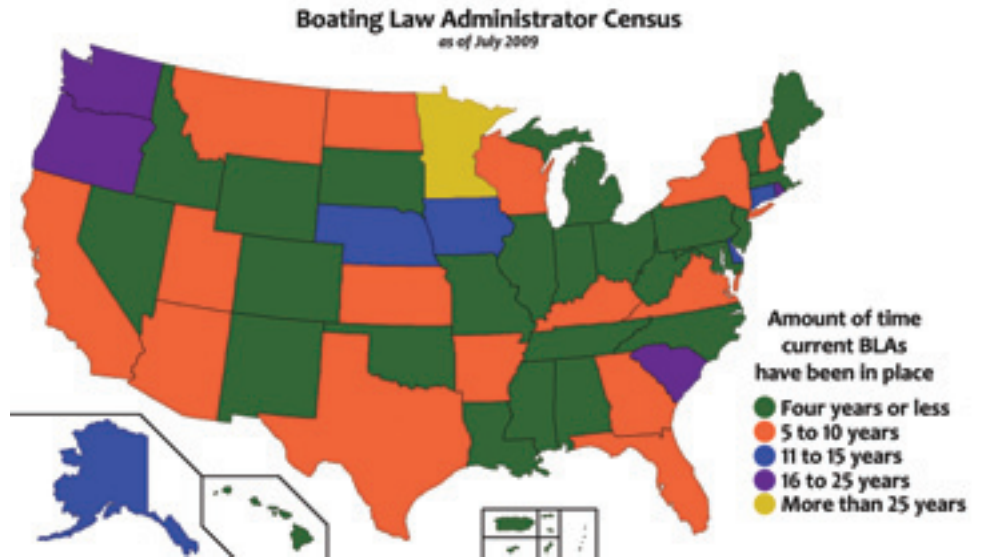 Boating Law Administrator Census
as of July 2009
Amount of time
current BLAs
have been in place
Four years or less
5 to 10 years
11 to 15 years
16 to 25 years
More than 25 years